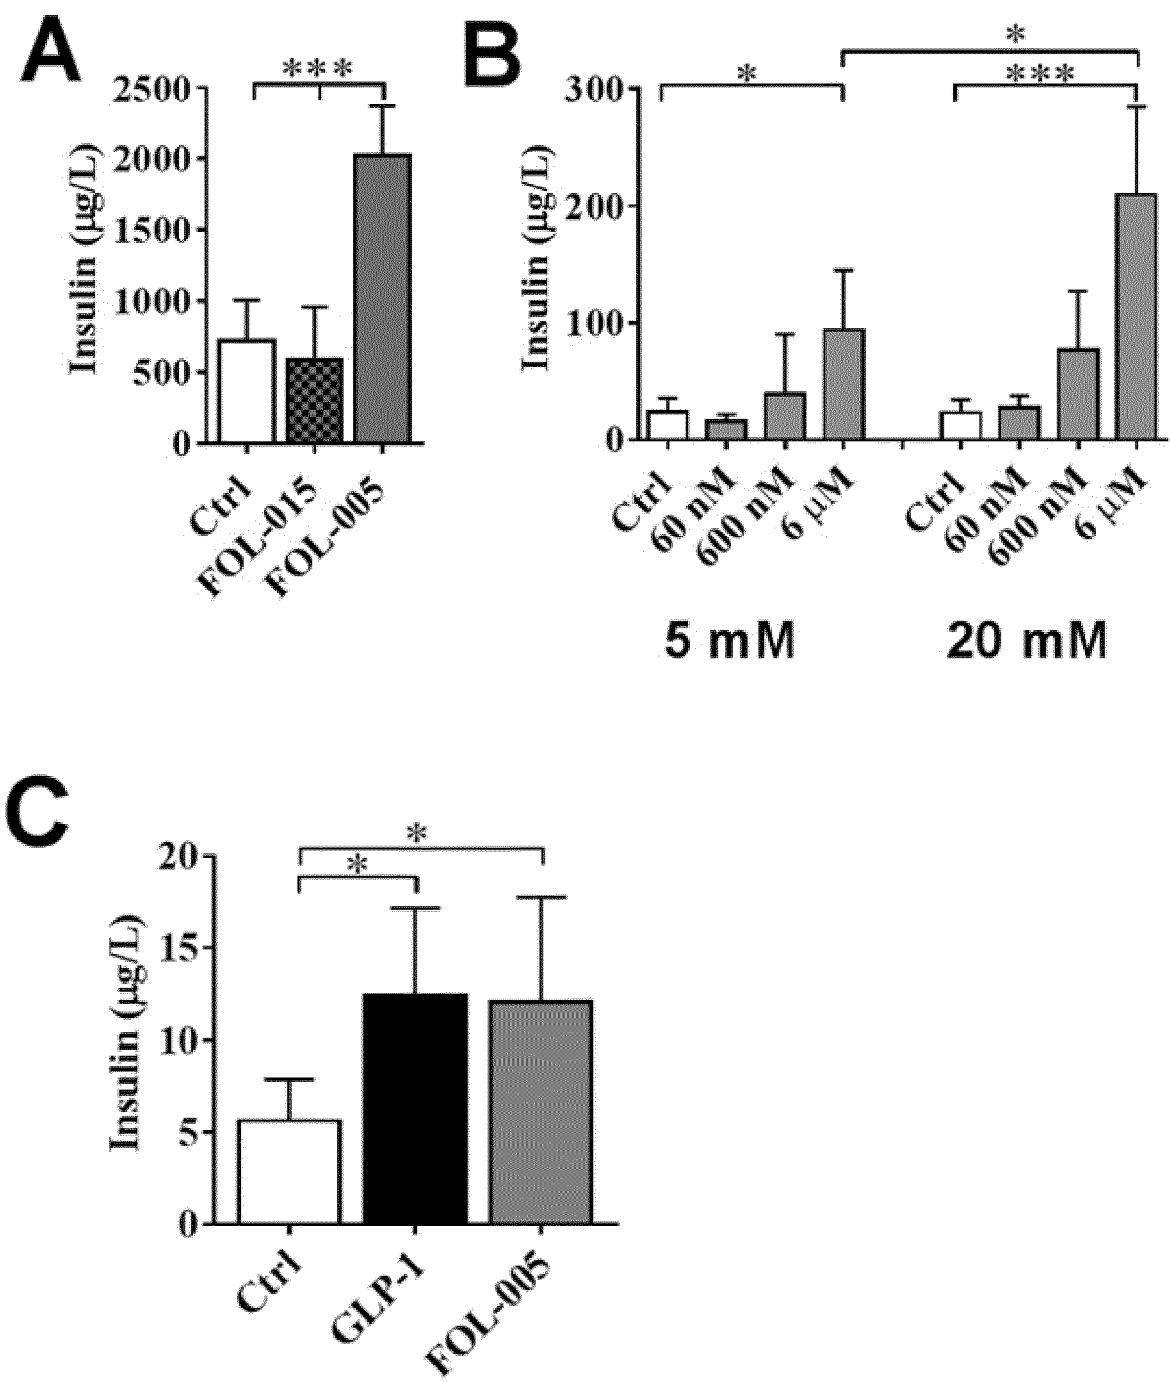 A
***
2500
2000
1500
1000
500
0
Insulin (µg/L)
Ctrl
FOL-015
FOL-005
B
*
*
***
300
200
100
0
Insulin (µg/L)
Ctrl
60 nM
600 nM
6 µM
Ctrl
60 nM
600 nM
6 µM
5 mM
20 mM
C
*
*
20
15
10
5
0
Insulin (µg/L)
Ctrl
GLP-1
FOL-005